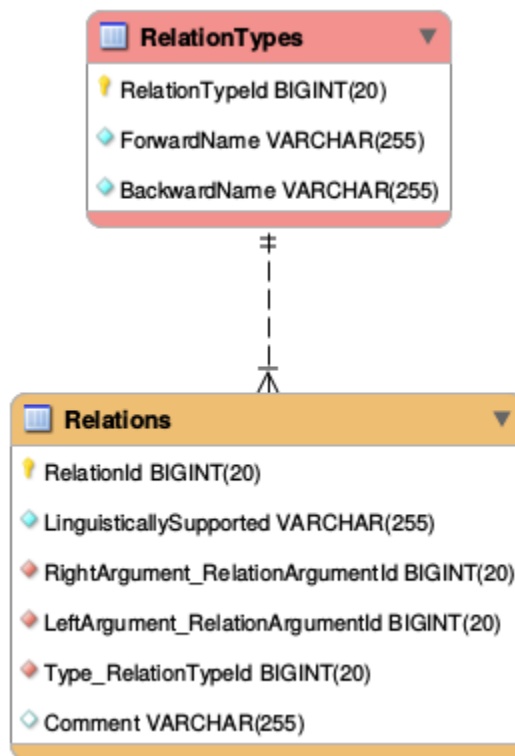 RelationTypes
RelationTypeId BIGINT(20)
ForwardName VARCHAR(255)
BackwardName VARCHAR(255)
Relations
RelationId BIGINT(20)
LinguisticallySupported VARCHAR(255)
RightArgument_RelationArgumentId BIGINT(20)
LeftArgument_RelationArgumentId BIGINT(20)
Type_RelationTypeId BIGINT(20)
Comment VARCHAR(255)